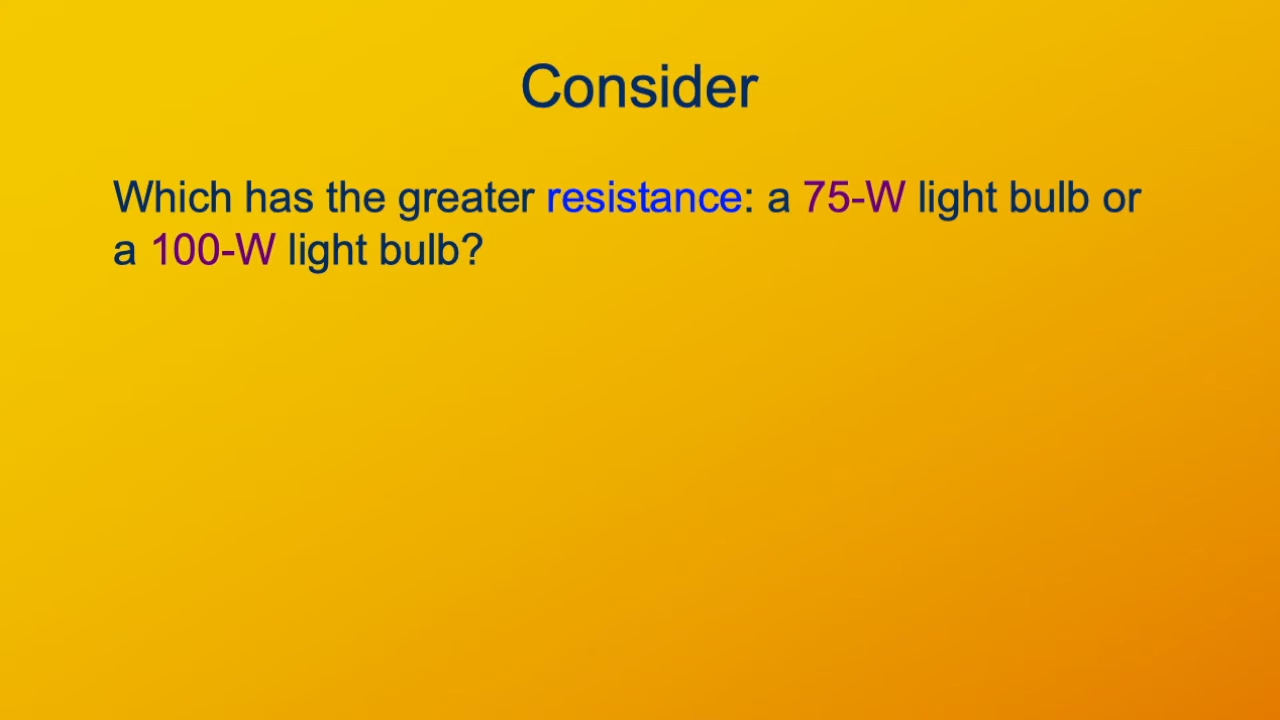 Consider
Which has the greater resistance: a 75-W light bulb or
a 100-W light bulb?